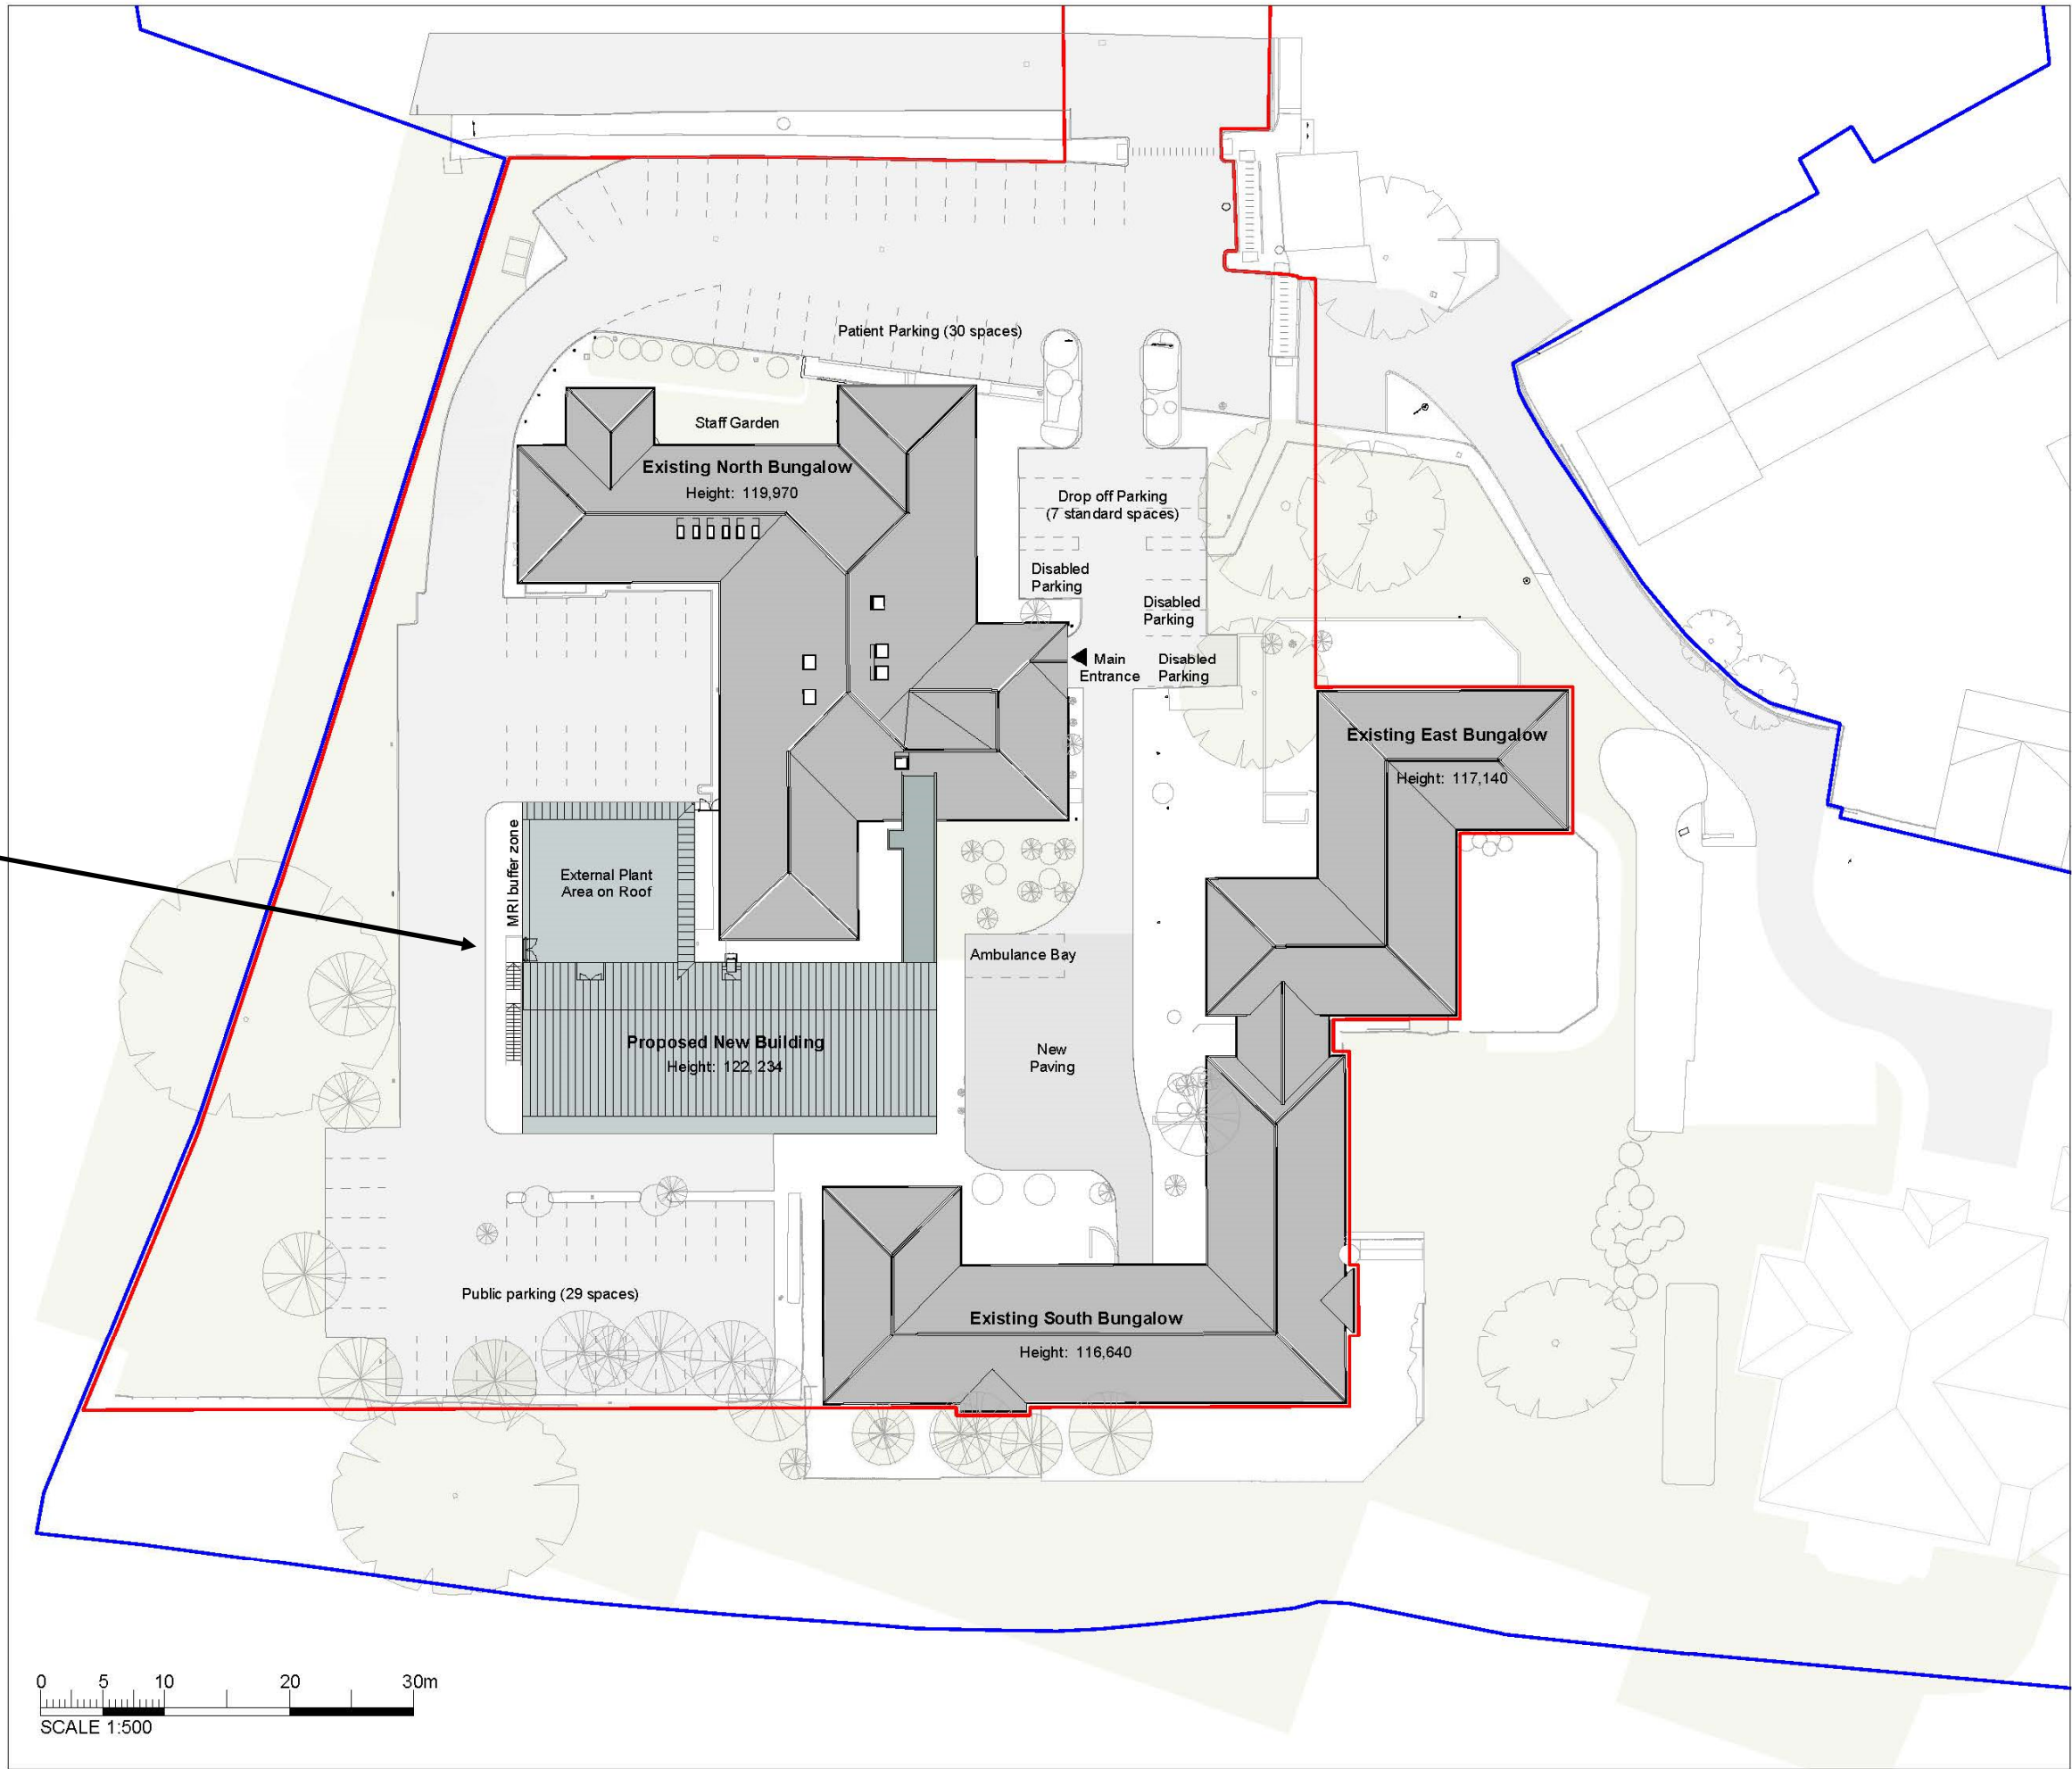 Patient Parking (30 spaces)
Staff Garden
Existing North Bungalow
Height: 119,970
Drop off Parking
(7 standard spaces)
Disabled
Parking
Disabled
Parking
Main
Entrance
Disabled
Parking
Existing East Bungalow
Height: 117,140
MRI buffer zone
External Plant
Area on Roof
Ambulance Bay
Proposed New Building
Height: 122, 234
New
Paving
Public parking (29 spaces)
Existing South Bungalow
Height: 116,640
0 5 10 20 30m
SCALE 1:500